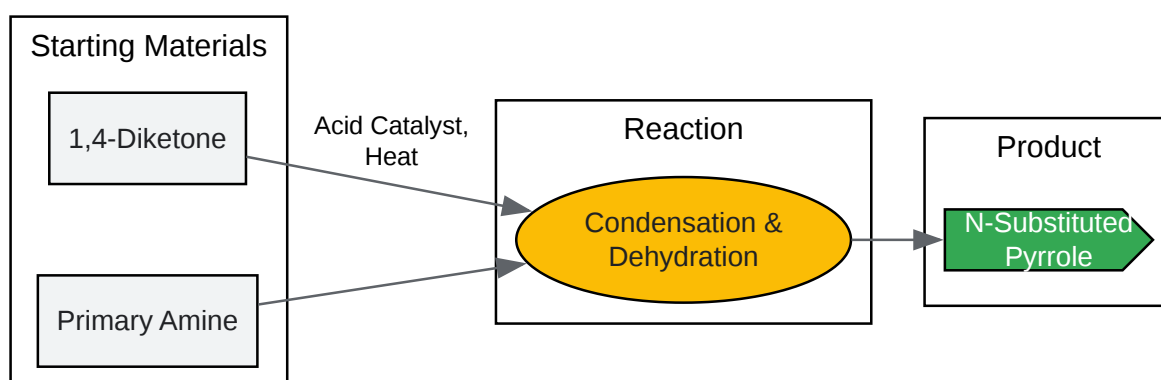 Starting Materials
1,4-Diketone
Primary Amine
Acid Catalyst,
Heat
Reaction
Condensation &
Dehydration
Product
N-Substituted
Pyrrole